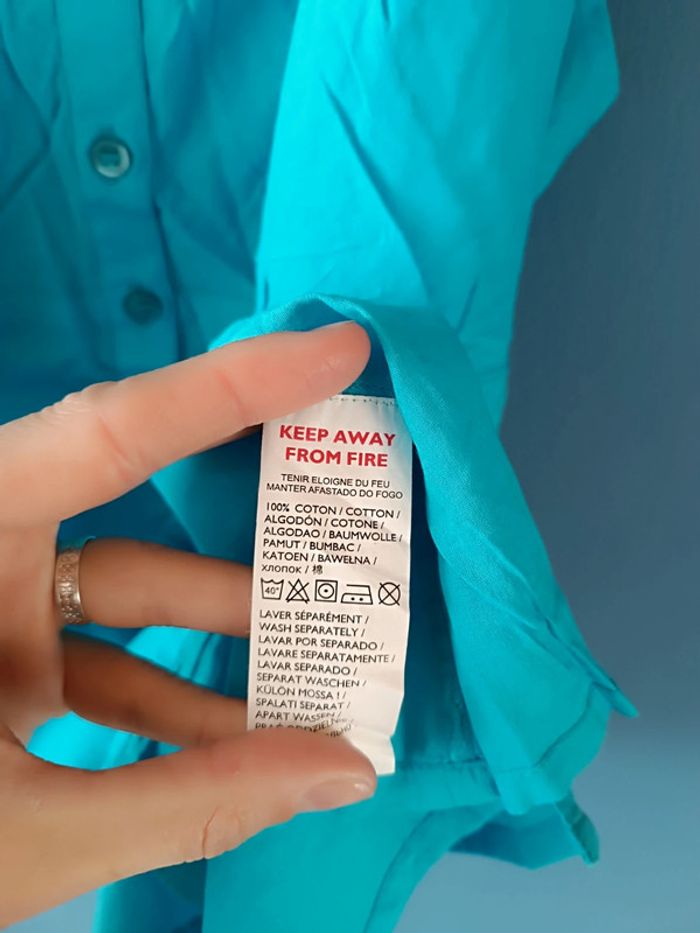 KEEP AWAY
FROM FIRE
TENIR ELOIGNE DU FEU
MANTER AFASTADO DO FOGO
100% COTON / COTTON /
ALGODÓN / COTONE /
ALGODAO / BAUMWOLLE /
PAMUT / BUMBAC /
KATOEN / BAWEŁNA /
хлопок / 棉
40°
LAVER SÉPARÉMENT /
WASH SEPARATELY /
LAVAR POR SEPARADO /
LAVARE SEPARATAMENTE /
LAVAR SEPARADO /
SEPARAT WASCHEN /
KÜLÖN MOSSA ! /
SPALATI SEPARAT /
APART WASSEN /